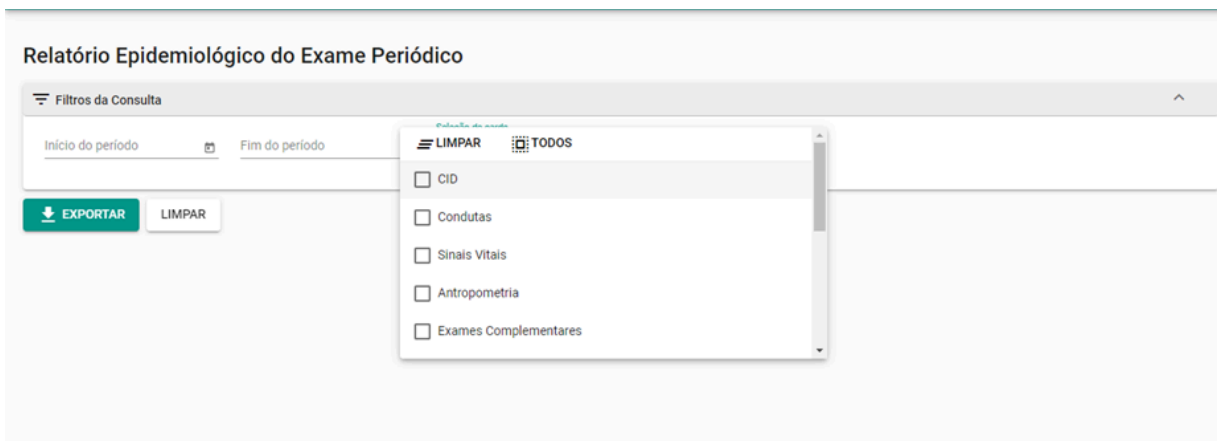 Relatório Epidemiológico do Exame Periódico
Filtros da Consulta
Início do período
Fim do período
LIMPAR TODOS
CID
Condutas
Sinais Vitais
Antropometria
Exames Complementares
EXPORTAR LIMPAR